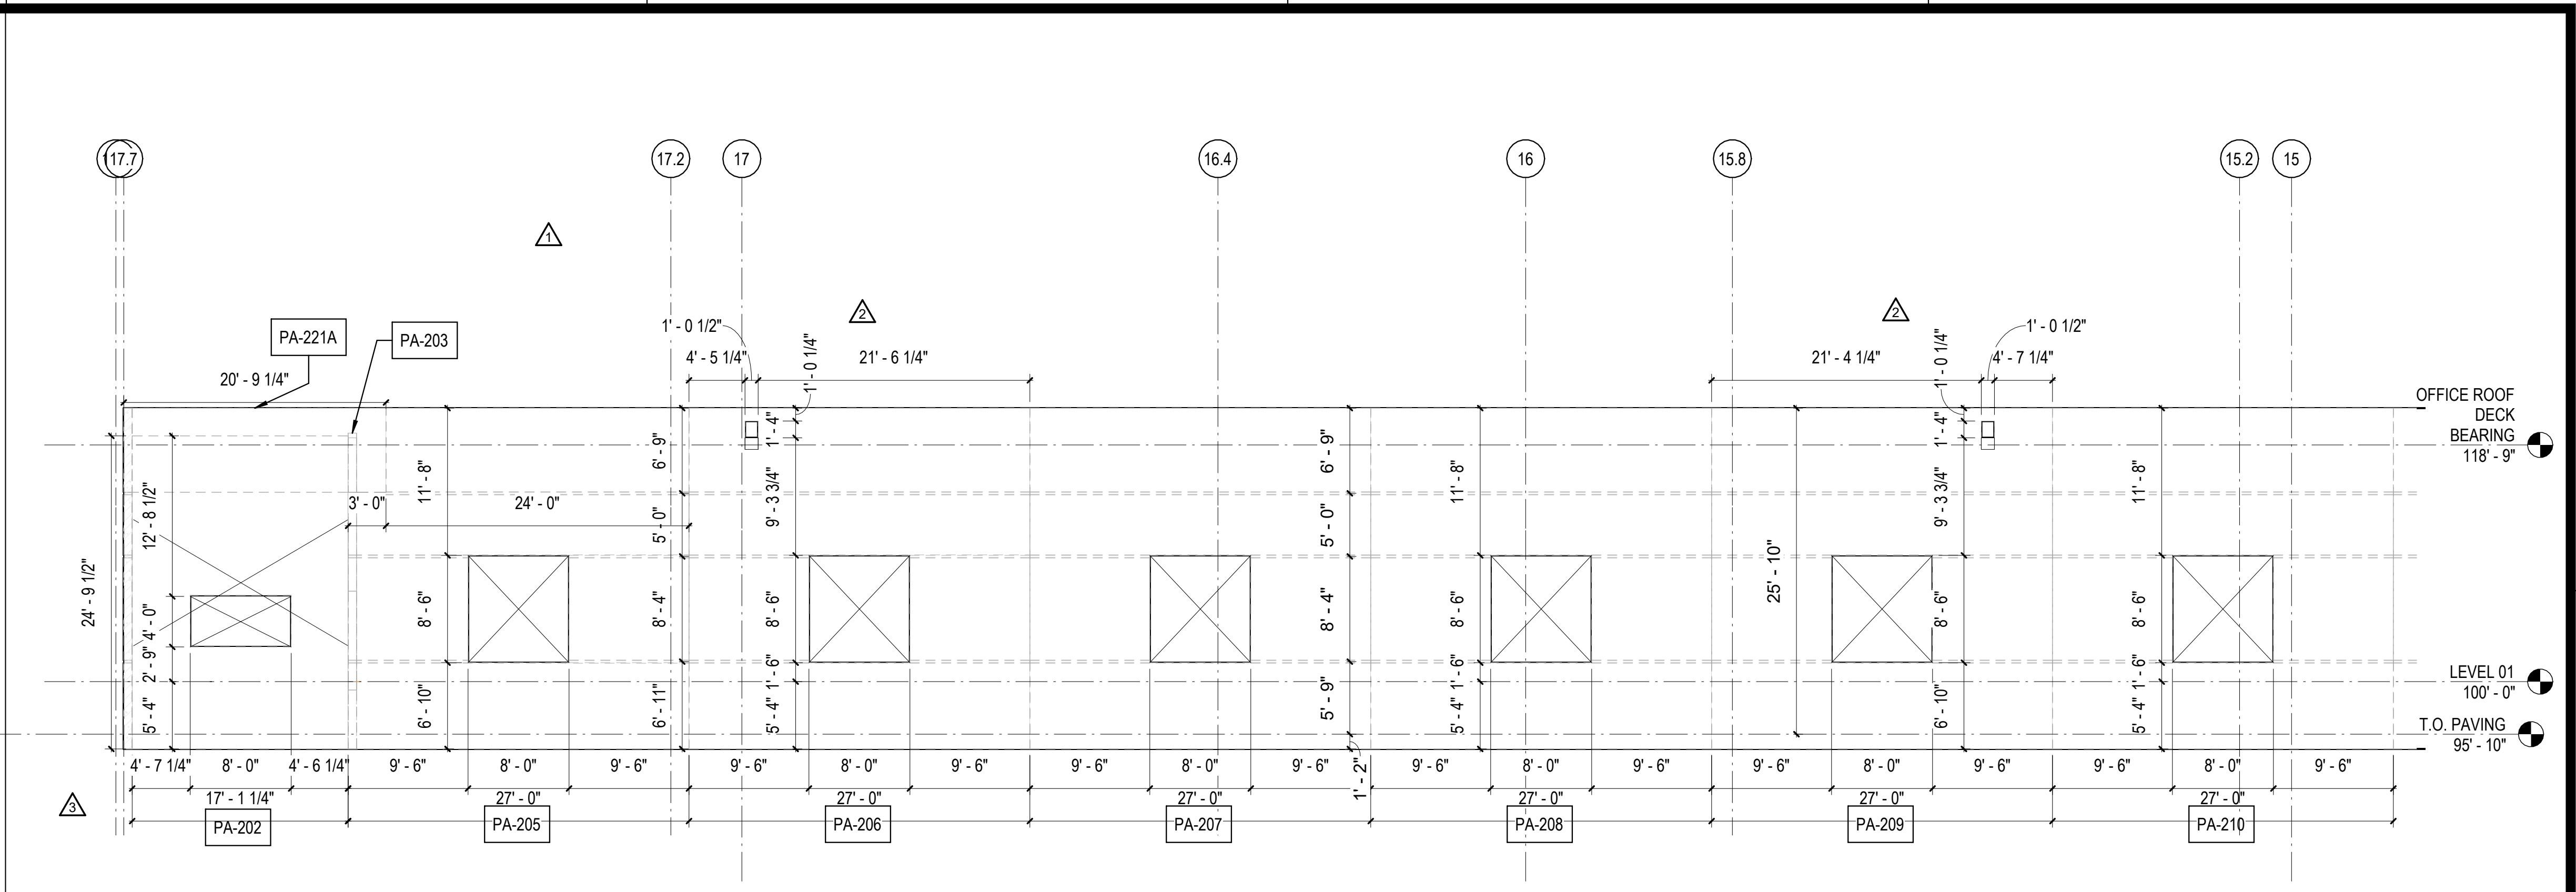 17.7
17.2
17
16.4
16
15.8
15.2
15
1
2
2
1' - 0 1/2"
1' - 0 1/4"
4' - 5 1/4"
21' - 6 1/4"
21' - 4 1/4"
1' - 0 1/4"
1' - 0 1/2"
4' - 7 1/4"
PA-221A
PA-203
20' - 9 1/4"
OFFICE ROOF
DECK
BEARING
118' - 9"
24' - 9 1/2"
12' - 8 1/2"
4' - 0"
2' - 9"
5' - 4"
3' - 0"
24' - 0"
11' - 8"
8' - 6"
6' - 10"
6' - 9"
5' - 0"
8' - 4"
6' - 11"
1' - 4"
9' - 3 3/4"
8' - 6"
1' - 6"
5' - 4"
6' - 9"
5' - 0"
8' - 4"
5' - 9"
1' - 2"
11' - 8"
8' - 6"
1' - 6"
5' - 4"
25' - 10"
1' - 4"
9' - 3 3/4"
8' - 6"
6' - 10"
11' - 8"
8' - 6"
1' - 6"
5' - 4"
LEVEL 01
100' - 0"
T.O. PAVING
95' - 10"
4' - 7 1/4" 8' - 0" 4' - 6 1/4" 9' - 6" 8' - 0" 9' - 6" 9' - 6" 8' - 0" 9' - 6" 9' - 6" 8' - 0" 9' - 6" 9' - 6" 8' - 0" 9' - 6" 9' - 6" 8' - 0" 9' - 6" 9' - 6" 8' - 0" 9' - 6"
3
17' - 1 1/4" 27' - 0" 27' - 0" 27' - 0" 27' - 0" 27' - 0" 27' - 0"
PA-202 PA-205 PA-206 PA-207 PA-208 PA-209 PA-210